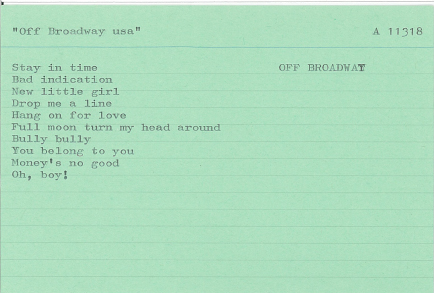 "Off Broadway usa" A 11318
Stay in time OFF BROADWAY
Bad indication
New little girl
Drop me a line
Hang on for love
Full moon turn my head around
Bully bully
You belong to you
Money's no good
Oh, boy!